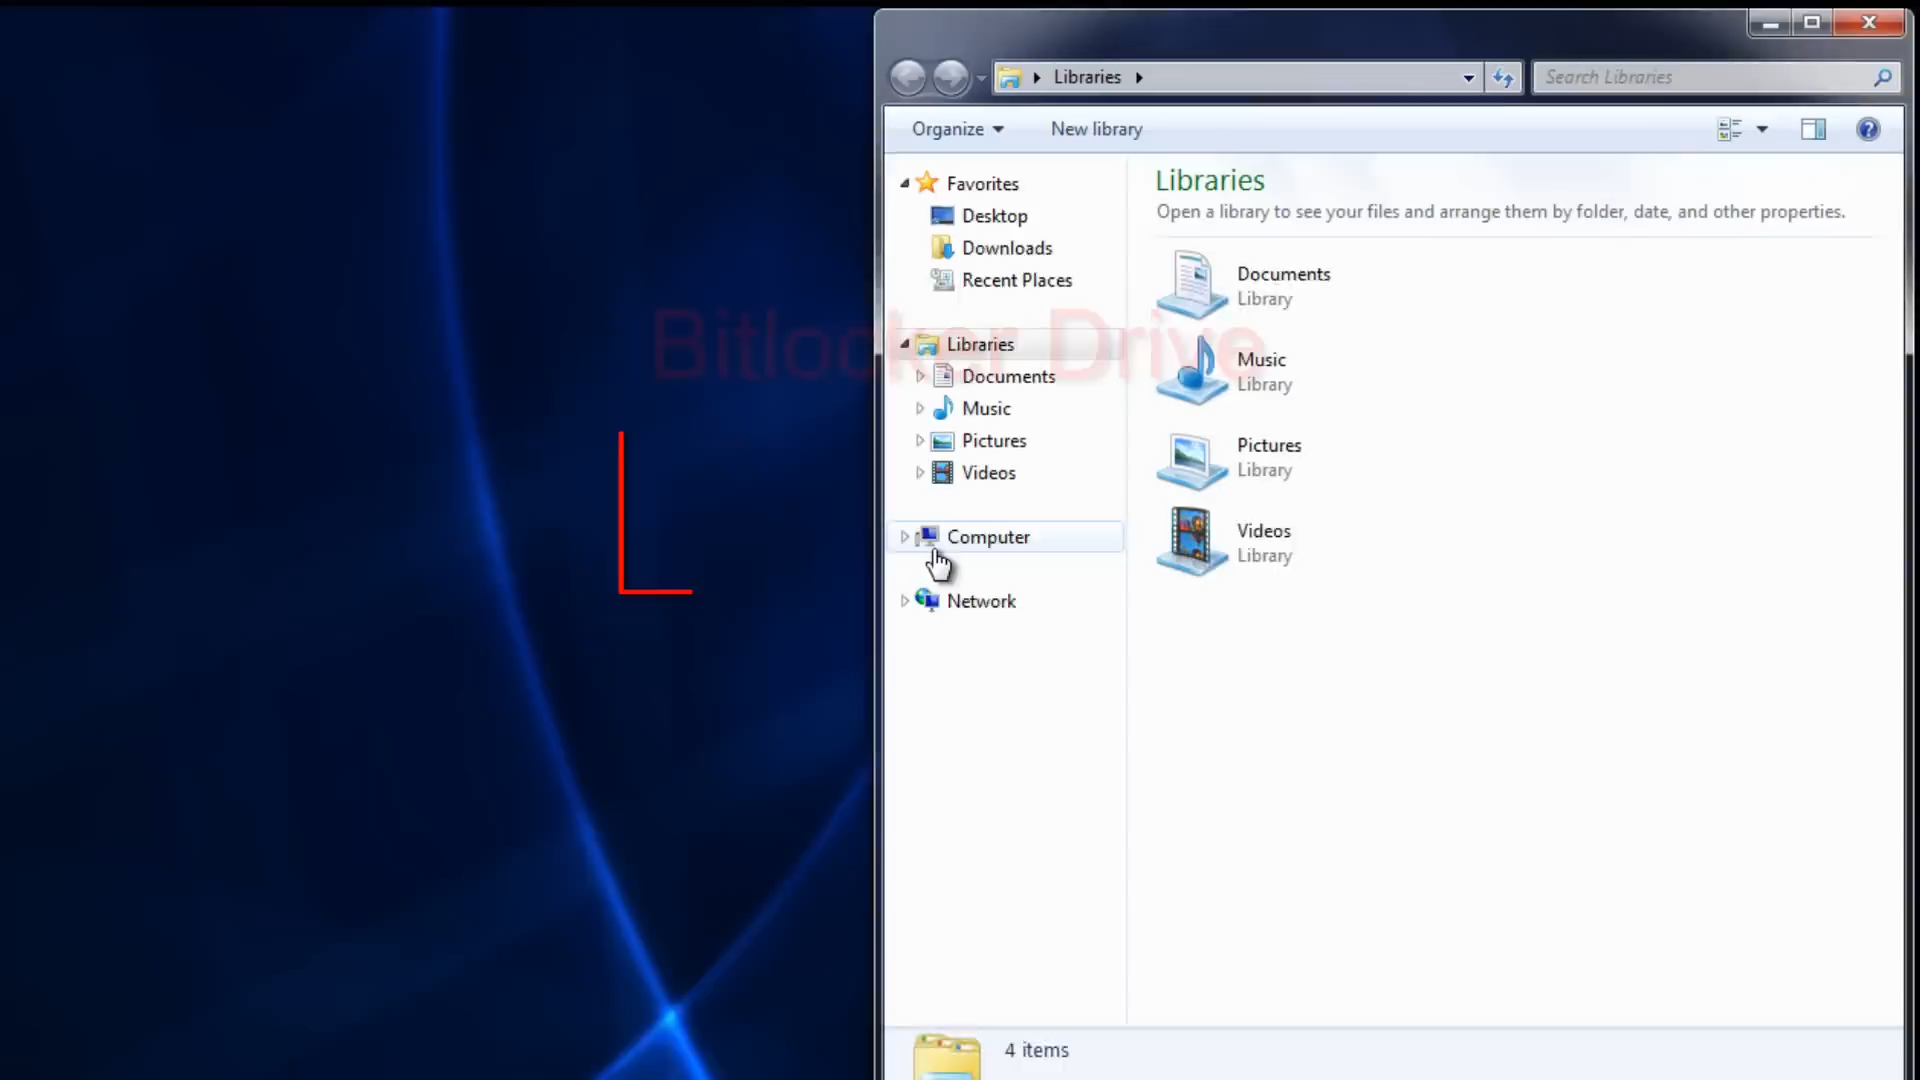 Libraries
Search Libraries
Organize
New library
Favorites
Desktop
Downloads
Recent Places
Libraries
Documents
Music
Pictures
Videos
Computer
Network
Libraries
Open a library to see your files and arrange them by folder, date, and other properties.
Documents
Library
Music
Library
Pictures
Library
Videos
Library
4 items
Bitlocker Drive